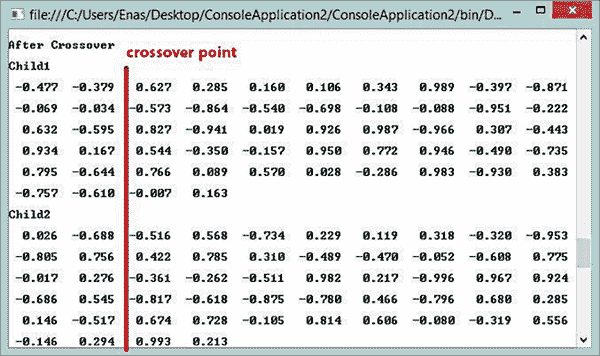 file:///C:/Users/Enas/Desktop/ConsoleApplication2/ConsoleApplication2/bin/D...
After Crossover
crossover point
Child1
-0.477 -0.379 0.627 0.285 0.160 0.106 0.343 0.989 -0.397 -0.871
-0.069 -0.034 -0.573 -0.864 -0.540 -0.698 -0.108 -0.088 -0.951 -0.222
0.632 -0.595 0.827 -0.941 0.019 0.926 0.987 -0.966 0.307 -0.443
0.934 0.167 0.544 -0.350 -0.157 0.950 0.772 0.946 -0.490 -0.735
0.795 -0.644 0.766 0.089 0.570 0.028 -0.286 0.983 -0.930 0.383
-0.757 -0.610 -0.007 0.163
Child2
0.026 -0.688 -0.516 0.568 -0.734 0.229 0.119 0.318 -0.320 -0.953
-0.805 0.756 0.422 0.785 0.310 -0.489 -0.470 -0.052 -0.608 0.775
-0.017 0.276 -0.361 -0.262 -0.511 0.982 0.217 -0.996 0.967 0.924
-0.686 0.545 -0.817 -0.618 -0.875 -0.780 0.466 -0.796 0.680 0.285
0.146 -0.517 0.674 0.728 -0.105 0.814 0.606 -0.080 -0.319 0.556
-0.146 0.294 0.993 0.213